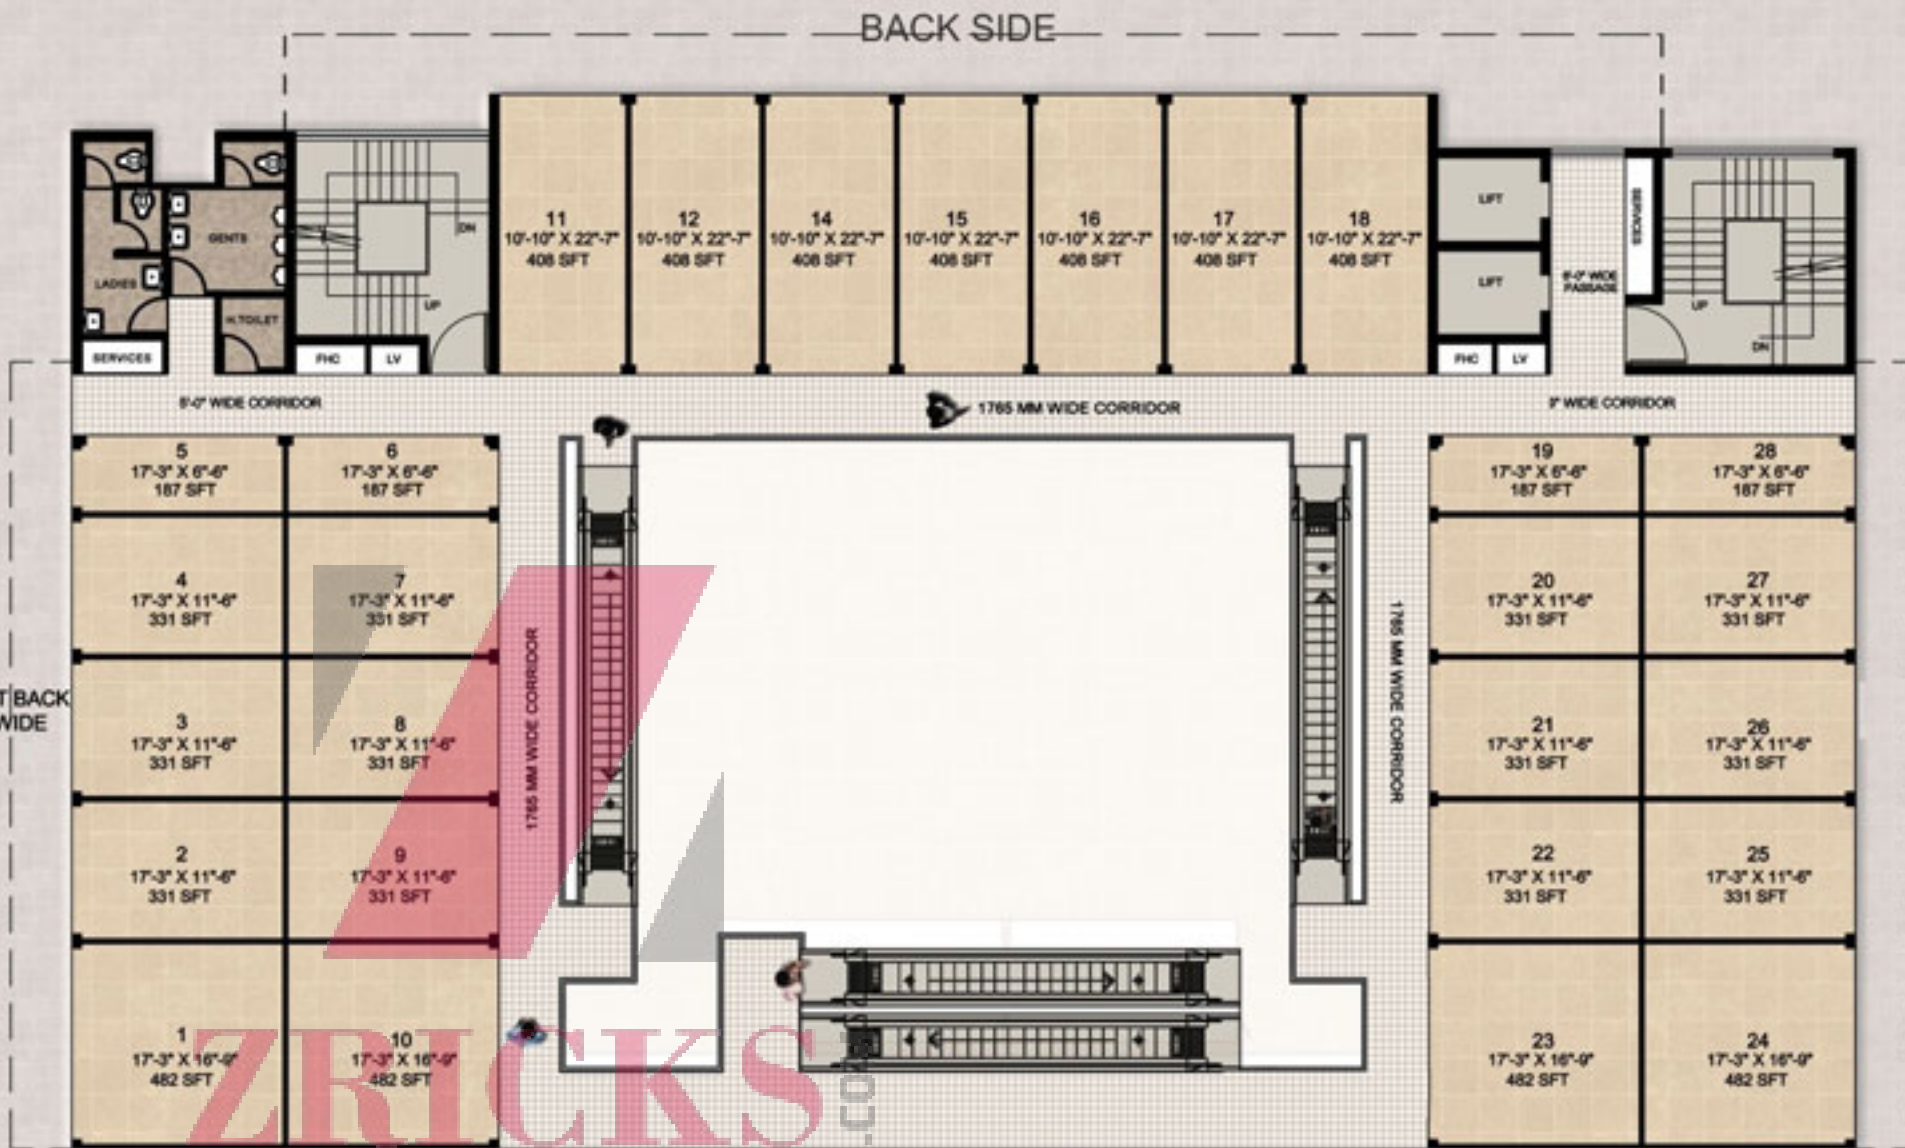 BACK SIDE
11
10'-10" X 22"-7"
408 SFT
12
10'-10" X 22"-7"
408 SFT
14
10'-10" X 22"-7"
408 SFT
15
10'-10" X 22"-7"
408 SFT
16
10'-10" X 22"-7"
408 SFT
17
10'-10" X 22"-7"
408 SFT
18
10'-10" X 22"-7"
408 SFT
GENTS
LADIES
H.TOILET
SERVICES
DN
UP
FHC
LV
LIFT
LIFT
FHC
LV
6'-0" WIDE
PASSAGE
SERVICES
UP
DN
5'-0" WIDE CORRIDOR
1765 MM WIDE CORRIDOR
WIDE CORRIDOR
5
17'-3" X 6"-6"
187 SFT
6
17'-3" X 6"-6"
187 SFT
4
17'-3" X 11"-6"
331 SFT
7
17'-3" X 11"-6"
331 SFT
3
17'-3" X 11"-6"
331 SFT
8
17'-3" X 11"-6"
331 SFT
2
17'-3" X 11"-6"
331 SFT
9
17'-3" X 11"-6"
331 SFT
1
17'-3" X 16"-9"
482 SFT
10
17'-3" X 16"-9"
482 SFT
T BACK
WIDE
1765 MM WIDE CORRIDOR
1765 MM WIDE CORRIDOR
19
17'-3" X 6"-6"
187 SFT
28
17'-3" X 6"-6"
187 SFT
20
17'-3" X 11"-6"
331 SFT
27
17'-3" X 11"-6"
331 SFT
21
17'-3" X 11"-6"
331 SFT
26
17'-3" X 11"-6"
331 SFT
22
17'-3" X 11"-6"
331 SFT
25
17'-3" X 11"-6"
331 SFT
23
17'-3" X 16"-9"
482 SFT
24
17'-3" X 16"-9"
482 SFT
ZRICKS
.com